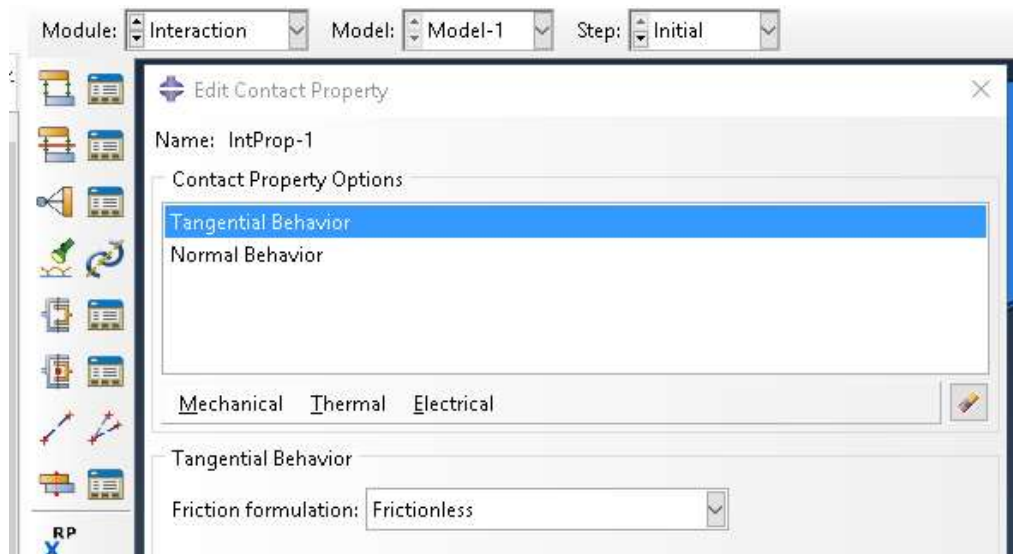 Module: Interaction Model: Model-1 Step: Initial
Edit Contact Property
Name: IntProp-1
Contact Property Options
Tangential Behavior
Normal Behavior
Mechanical Thermal Electrical
Tangential Behavior
Friction formulation: Frictionless
RP